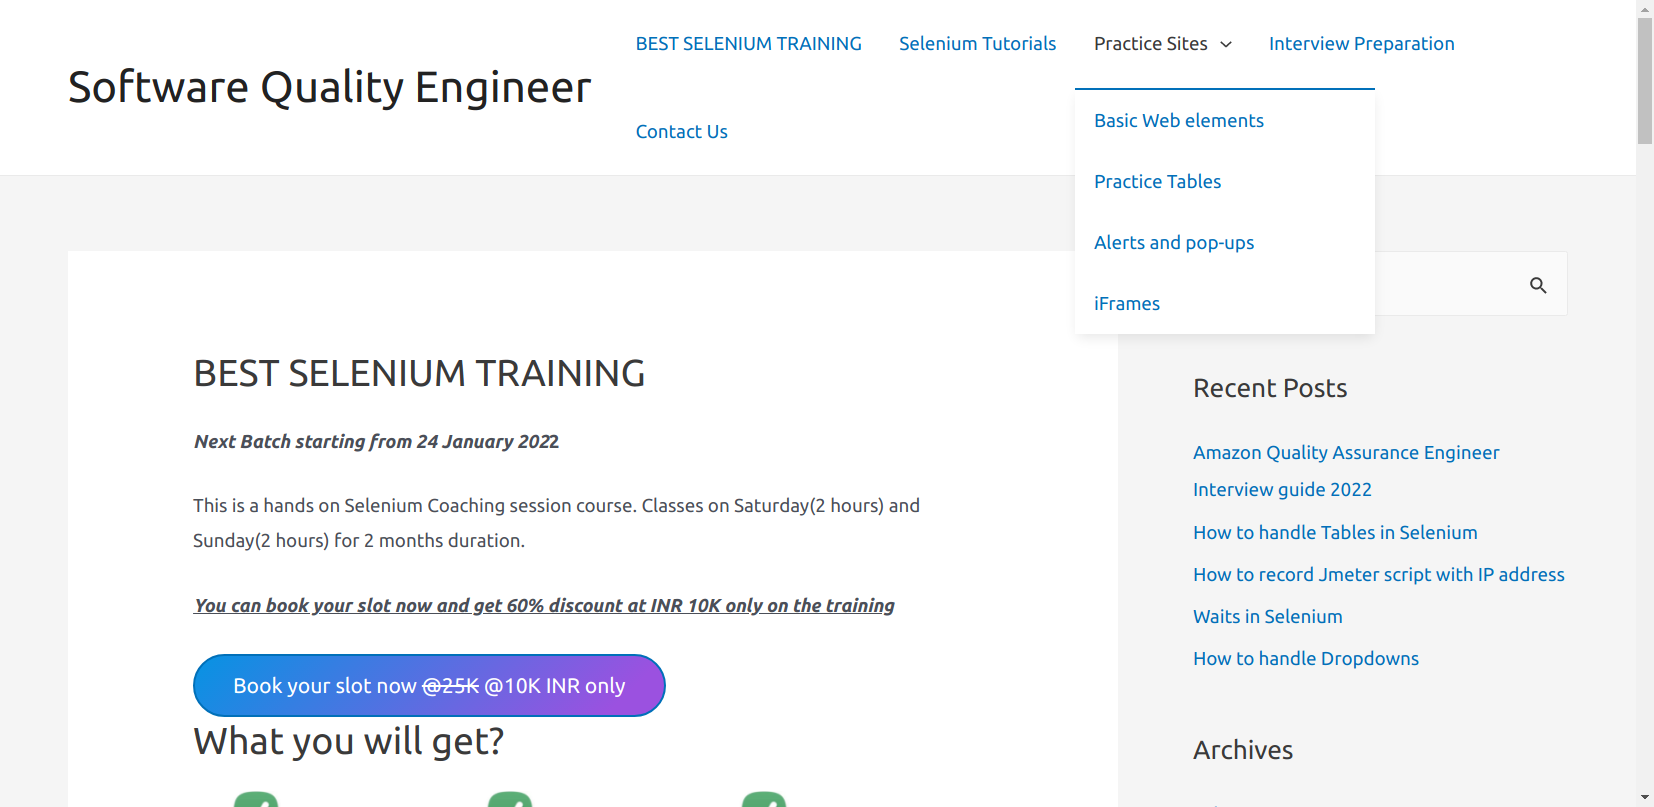 Software Quality Engineer
BEST SELENIUM TRAINING
Selenium Tutorials
Practice Sites
Interview Preparation
Contact Us
Basic Web elements
Practice Tables
Alerts and pop-ups
iFrames
BEST SELENIUM TRAINING
Next Batch starting from 24 January 2022
This is a hands on Selenium Coaching session course. Classes on Saturday(2 hours) and
Sunday(2 hours) for 2 months duration.
You can book your slot now and get 60% discount at INR 10K only on the training
Book your slot now @25K @10K INR only
What you will get?
Recent Posts
Amazon Quality Assurance Engineer
Interview guide 2022
How to handle Tables in Selenium
How to record Jmeter script with IP address
Waits in Selenium
How to handle Dropdowns
Archives